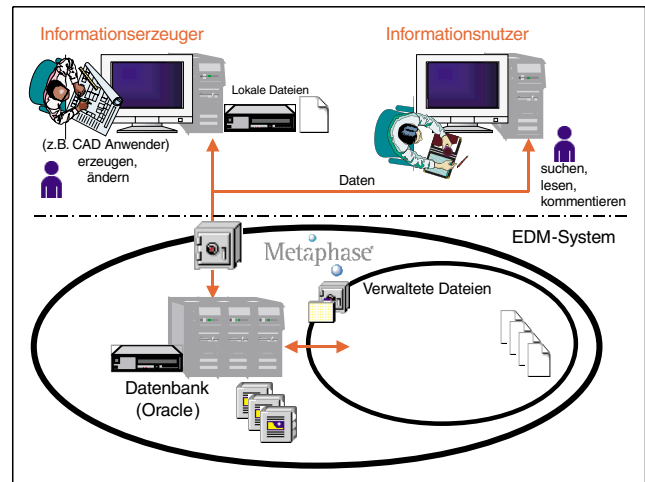 Informationserzeuger
Informationsnutzer
Lokale Dateien
(z.B. CAD Anwender)
erzeugen,
ändern
Daten
suchen,
lesen,
kommentieren
EDM-System
Metaphase®
Verwaltete Dateien
Datenbank
(Oracle)